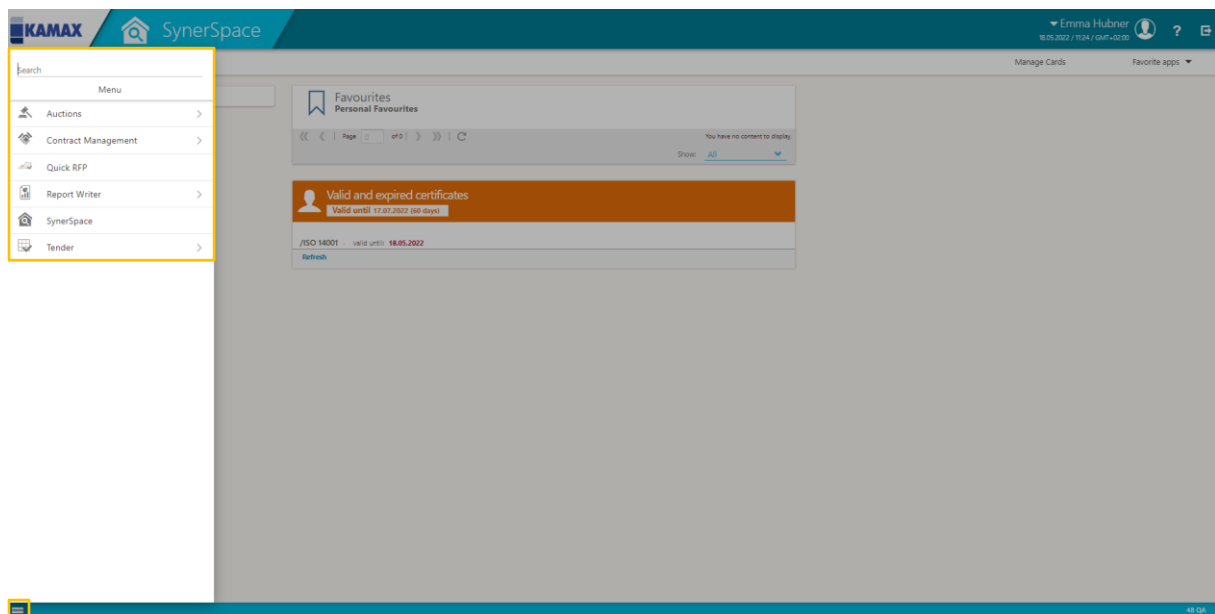 KAMAX
SynerSpace
Emma Hubner
18.05.2022 / 11:24 / GMT+02:00
?
Manage Cards
Favorite apps
Search
Menu
Auctions
Contract Management
Quick RFP
Report Writer
SynerSpace
Tender
Favourites
Personal Favourites
Page 0 of 0
You have no content to display.
Show: All
Valid and expired certificates
Valid until 17.07.2022 (60 days)
/ISO 14001 - valid until: 18.05.2022
Refresh
48 QA